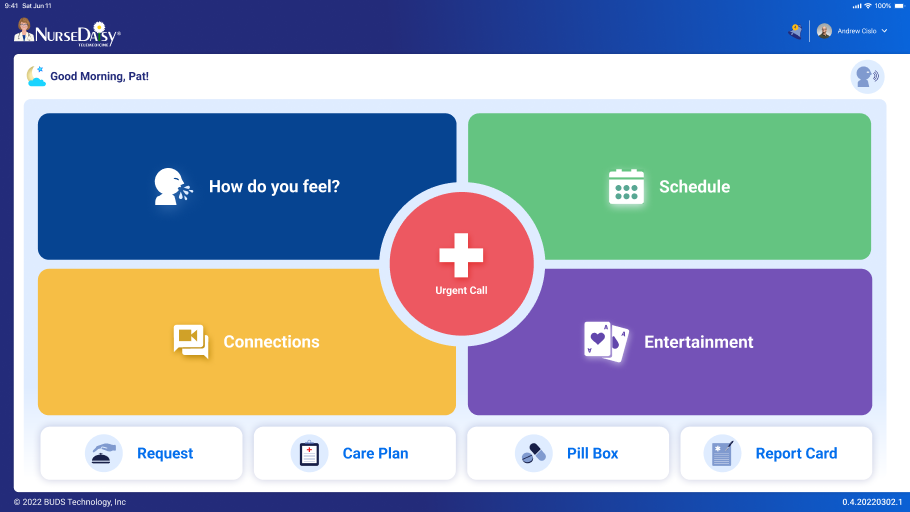 9:41 Sat Jun 11
100%
NurseDaisy®
TELEMEDICINE
Andrew Cislo
Good Morning, Pat!
How do you feel?
Schedule
Urgent Call
Connections
Entertainment
Request
Care Plan
Pill Box
Report Card
© 2022 BUDS Technology, Inc
0.4.20220302.1